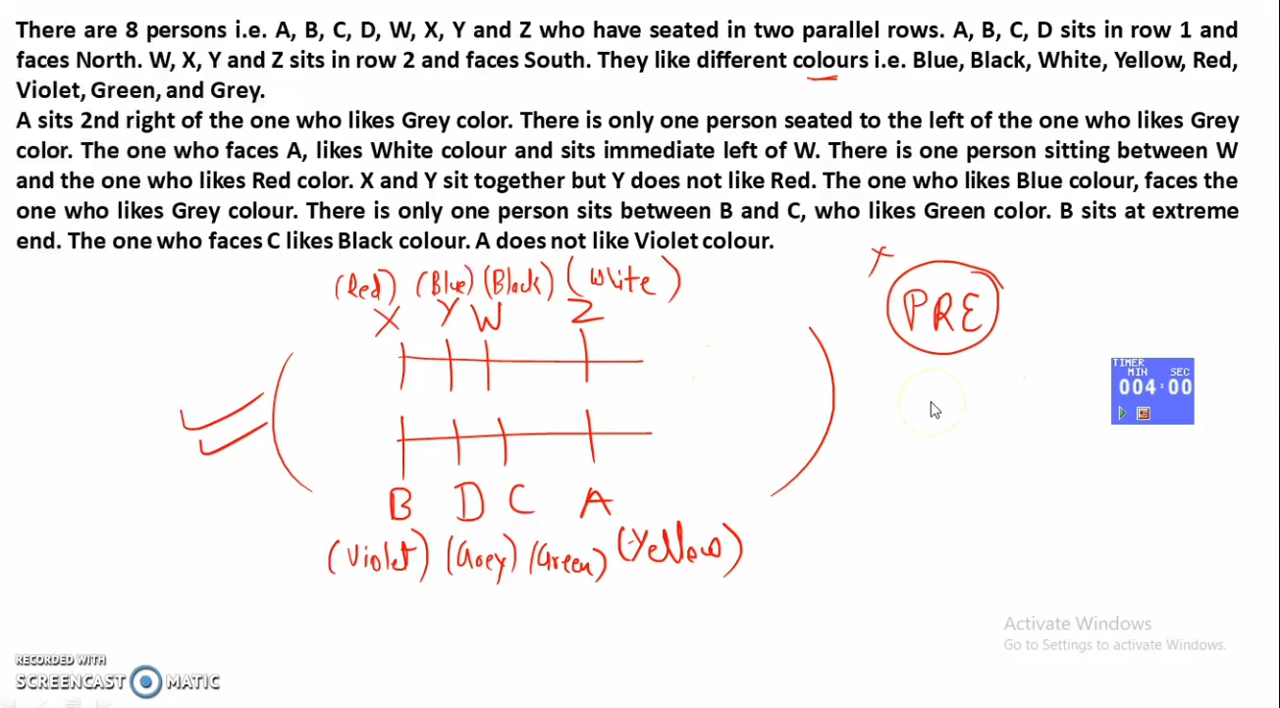 There are 8 persons i.e. A, B, C, D, W, X, Y and Z who have seated in two parallel rows. A, B, C, D sits in row 1 and
faces North. W, X, Y and Z sits in row 2 and faces South. They like different colours i.e. Blue, Black, White, Yellow, Red,
Violet, Green, and Grey.
A sits 2nd right of the one who likes Grey color. There is only one person seated to the left of the one who likes Grey
color. The one who faces A, likes White colour and sits immediate left of W. There is one person sitting between W
and the one who likes Red color. X and Y sit together but Y does not like Red. The one who likes Blue colour, faces the
one who likes Grey colour. There is only one person sits between B and C, who likes Green color. B sits at extreme
end. The one who faces C likes Black colour. A does not like Violet colour.
(Red) (Blue) (Black) (White)
X Y W Z
PRE
TIMER
MIN SEC
004:00
B D C A
(Violet) (Grey) (Green) (Yellow)
Activate Windows
Go to Settings to activate Windows.
RECORDED WITH
SCREENCAST MATIC